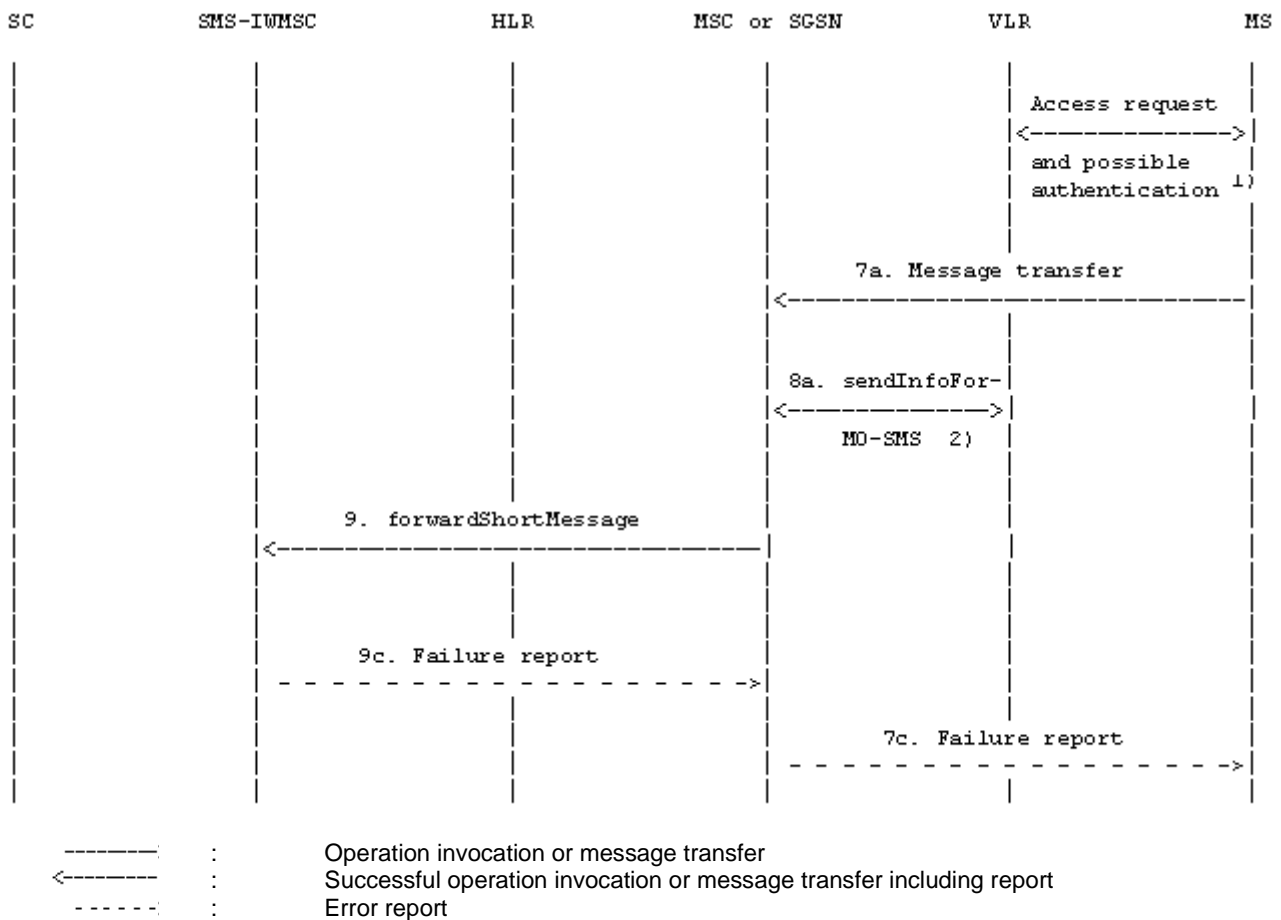 SC SMS-IWMSC HLR MSC or SGSN VLR MS
Access request
and possible
authentication 1)
7a. Message transfer
8a. sendInfoFor-
MO-SMS 2)
9. forwardShortMessage
9c. Failure report
7c. Failure report
: Operation invocation or message transfer
: Successful operation invocation or message transfer including report
: Error report